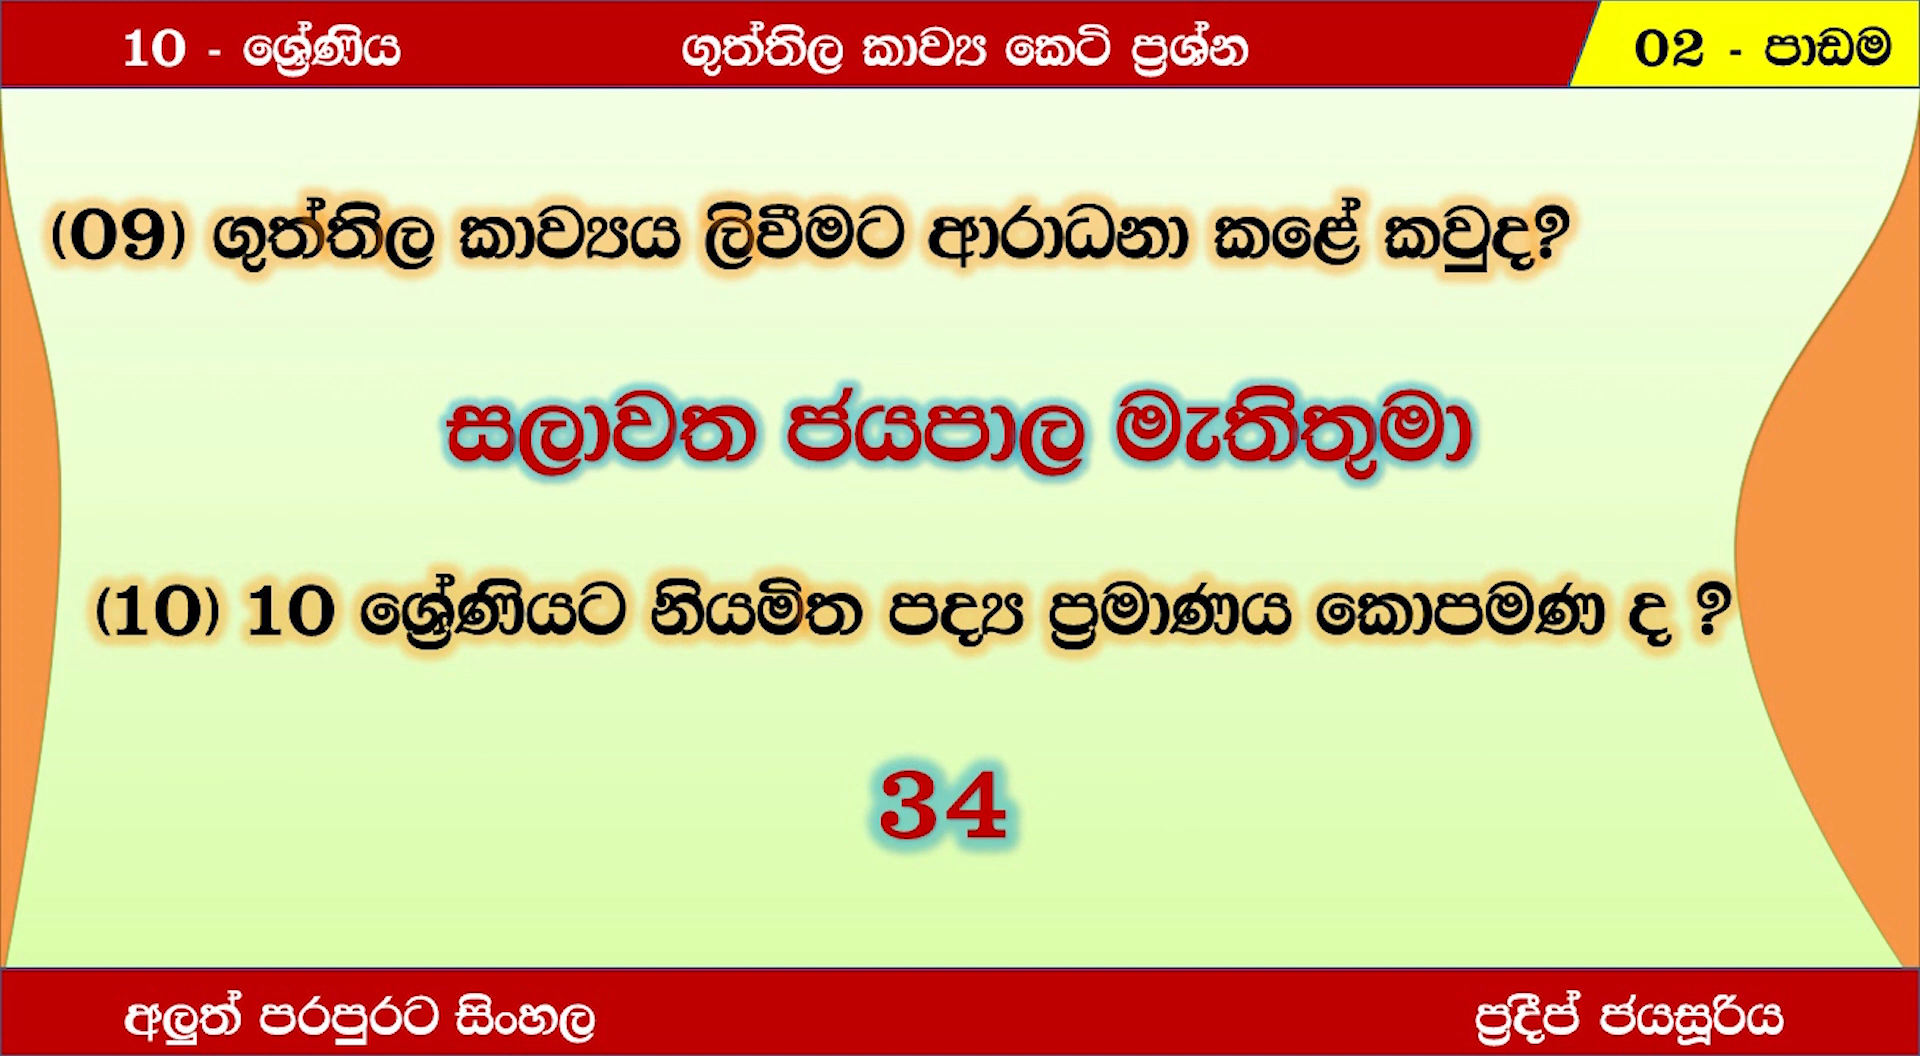 10 - ශ්‍රේණිය ගුත්තිල කාව්‍ය කෙටි ප්‍රශ්න 02 - පාඩම
(09) ගුත්තිල කාව්‍යය ලිවීමට ආරාධනා කළේ කවුද?
සලාවත ජයපාල මැතිතුමා
(10) 10 ශ්‍රේණියට නියමිත පද්‍ය ප්‍රමාණය කොපමණ ද ?
34
අලුත් පරපුරට සිංහල ප්‍රදීප් ජයසූරිය